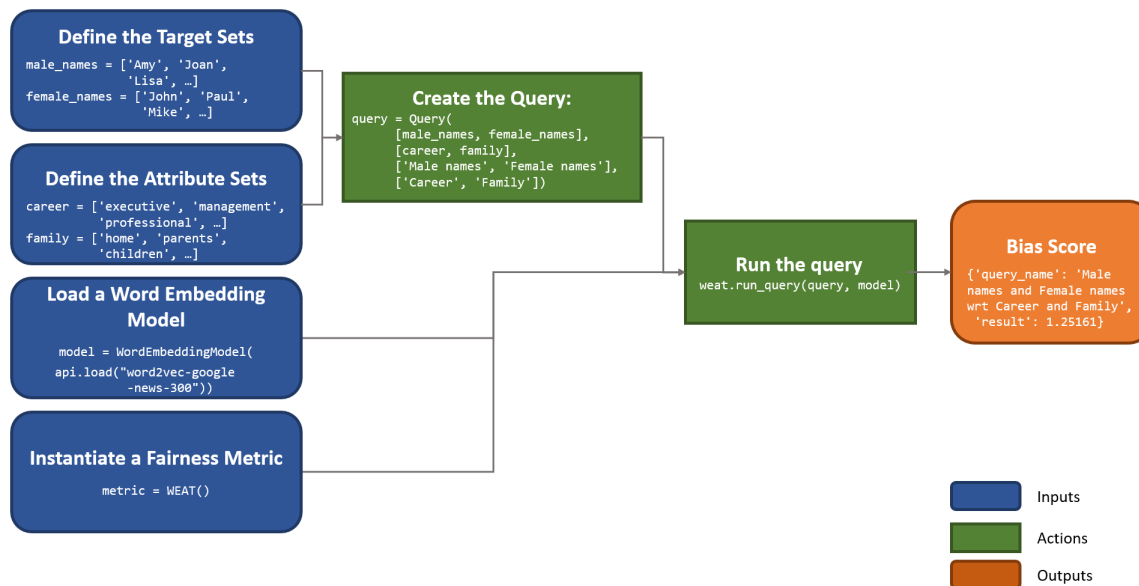 Define the Target Sets
male_names = ['Amy', 'Joan',
'Lisa', …]
female_names = ['John', 'Paul',
'Mike', …]
Define the Attribute Sets
career = ['executive', 'management',
'professional', …]
family = ['home', 'parents',
'children', …]
Load a Word Embedding
Model
model = WordEmbeddingModel(
api.load("word2vec-google
-news-300"))
Instantiate a Fairness Metric
metric = WEAT()
Create the Query:
query = Query(
[male_names, female_names],
[career, family],
['Male names', 'Female names'],
['Career', 'Family'])
Run the query
weat.run_query(query, model)
Bias Score
{'query_name': 'Male
names and Female names
wrt Career and Family',
'result': 1.25161}
Inputs
Actions
Outputs